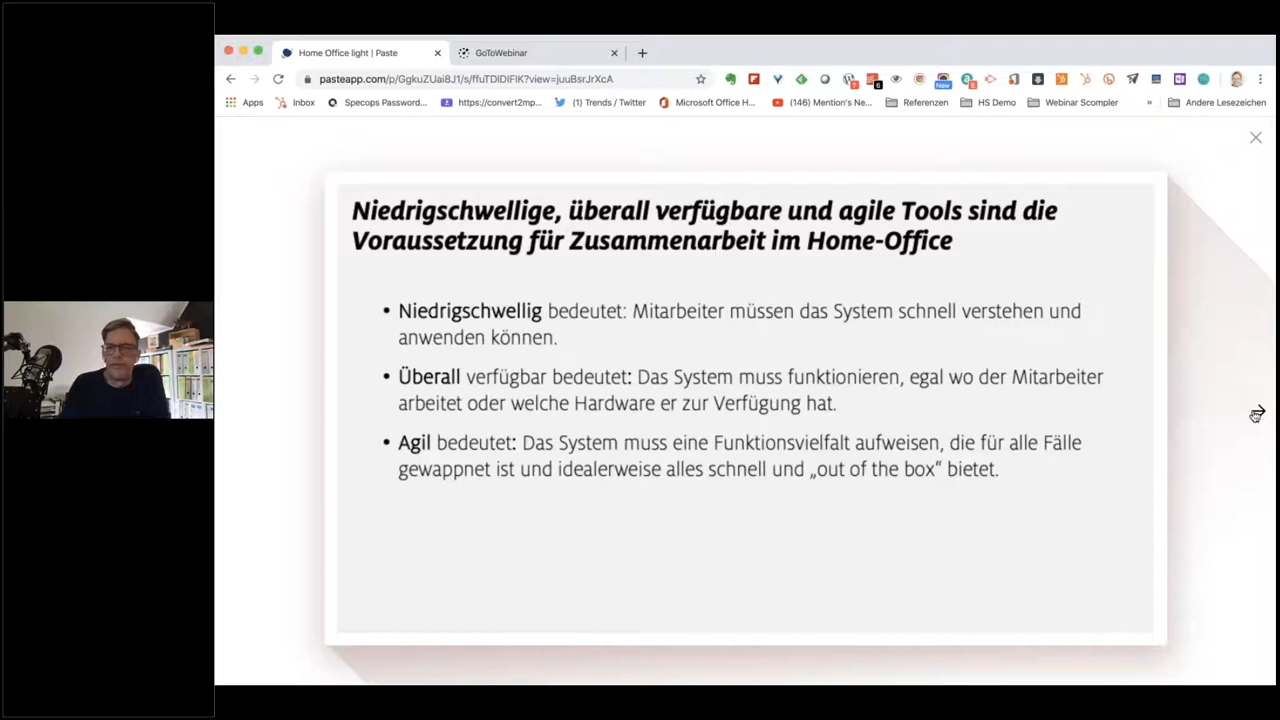 Home Office light | Paste
GoToWebinar
pasteapp.com/p/GgkuZUai8J1/s/ffuTDlDIFIK?view=juuBsrJrXcA
Apps
Inbox
Specops Password...
https://convert2mp...
(1) Trends / Twitter
Microsoft Office H...
(146) Mention's Ne...
Referenzen
HS Demo
Webinar Scompler
»
Andere Lesezeichen
Niedrigschwellige, überall verfügbare und agile Tools sind die
Voraussetzung für Zusammenarbeit im Home-Office
• Niedrigschwellig bedeutet: Mitarbeiter müssen das System schnell verstehen und
anwenden können.
• Überall verfügbar bedeutet: Das System muss funktionieren, egal wo der Mitarbeiter
arbeitet oder welche Hardware er zur Verfügung hat.
• Agil bedeutet: Das System muss eine Funktionsvielfalt aufweisen, die für alle Fälle
gewappnet ist und idealerweise alles schnell und „out of the box“ bietet.